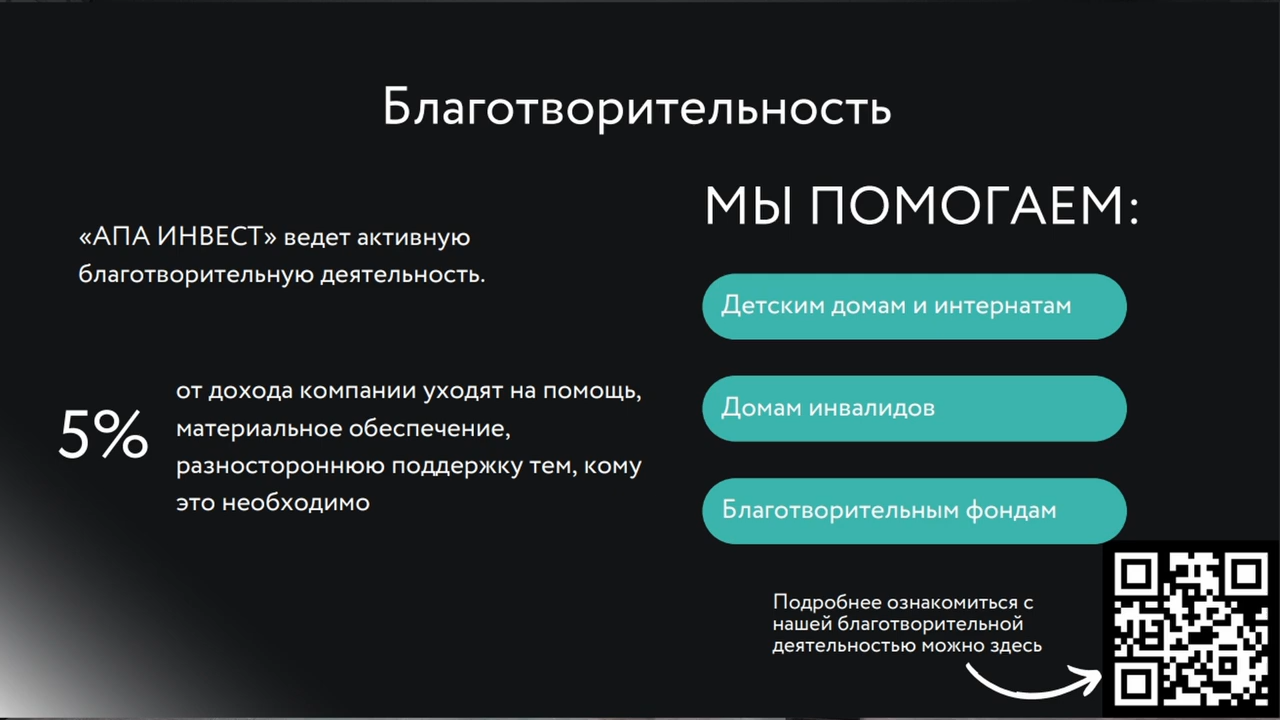 Благотворительность
«АПА ИНВЕСТ» ведет активную
благотворительную деятельность.
5%
от дохода компании уходят на помощь,
материальное обеспечение,
разностороннюю поддержку тем, кому
это необходимо
МЫ ПОМОГАЕМ:
Детским домам и интернатам
Домам инвалидов
Благотворительным фондам
Подробнее ознакомиться с
нашей благотворительной
деятельностью можно здесь